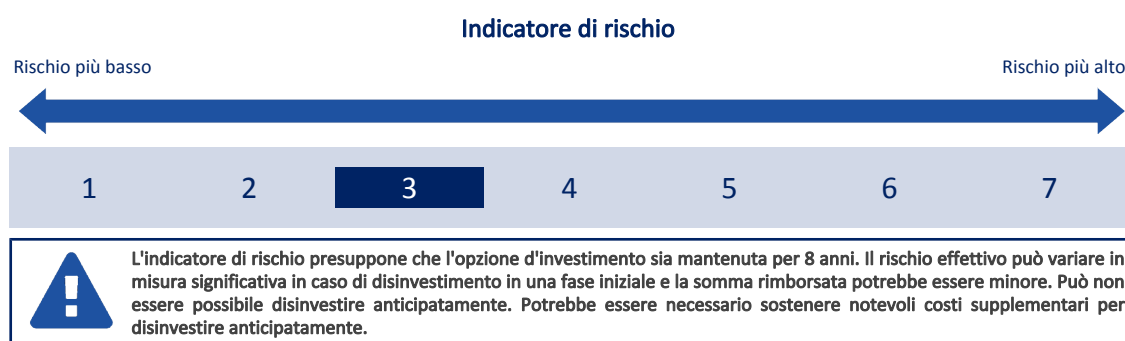 Indicatore di rischio
Rischio più basso Rischio più alto
1 2 3 4 5 6 7
L'indicatore di rischio presuppone che l'opzione d'investimento sia mantenuta per 8 anni. Il rischio effettivo può variare in
misura significativa in caso di disinvestimento in una fase iniziale e la somma rimborsata potrebbe essere minore. Può non
essere possibile disinvestire anticipatamente. Potrebbe essere necessario sostenere notevoli costi supplementari per
disinvestire anticipatamente.